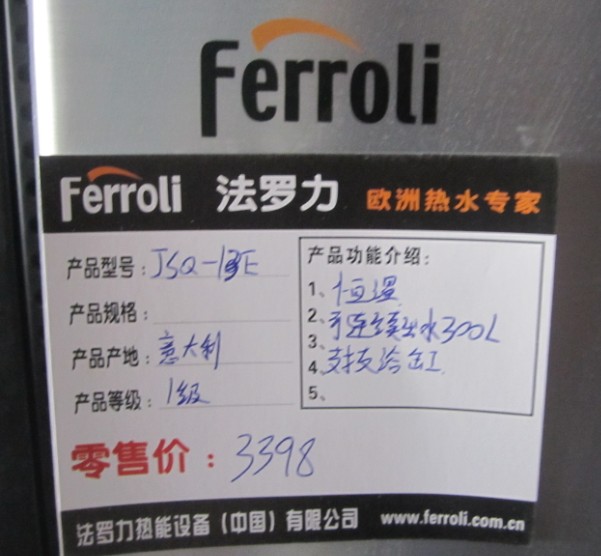 Ferroli
Ferroli 法罗力 欧洲热水专家
产品型号：JSQ-13E
产品规格：
产品产地：意大利
产品等级：1级
产品功能介绍：
1、恒温
2、可连续出水300L
3、
4、支技浴缸
5、
零售价：3398
法罗力热能设备（中国）有限公司 www.ferroli.com.cn